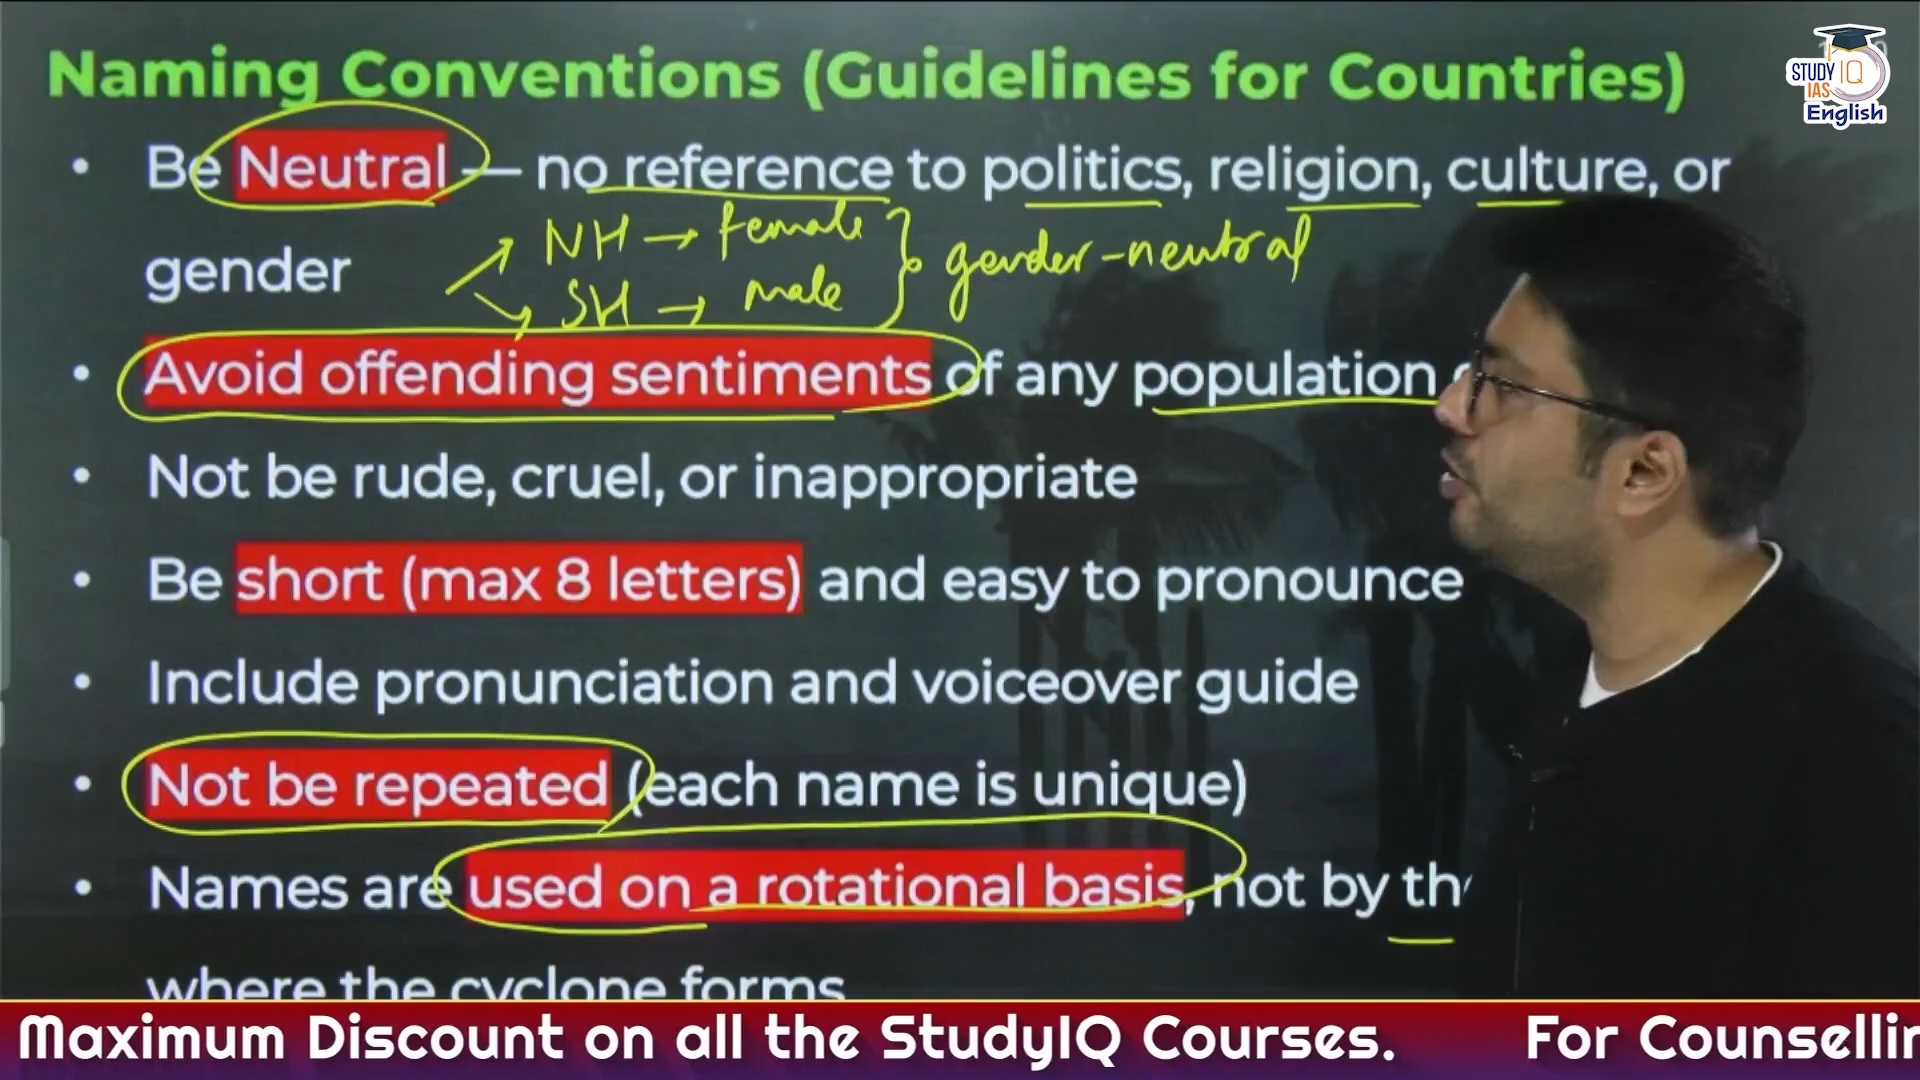 Naming Conventions (Guidelines for Countries)
STUDY IQ
IAS
English
• Be Neutral — no reference to politics, religion, culture, or
gender
NH → female
SH → male
gender-neutral
• Avoid offending sentiments of any population
• Not be rude, cruel, or inappropriate
• Be short (max 8 letters) and easy to pronounce
• Include pronunciation and voiceover guide
• Not be repeated (each name is unique)
• Names are used on a rotational basis, not by
where the cyclone forms
Maximum Discount on all the StudyIQ Courses. For Counsellin